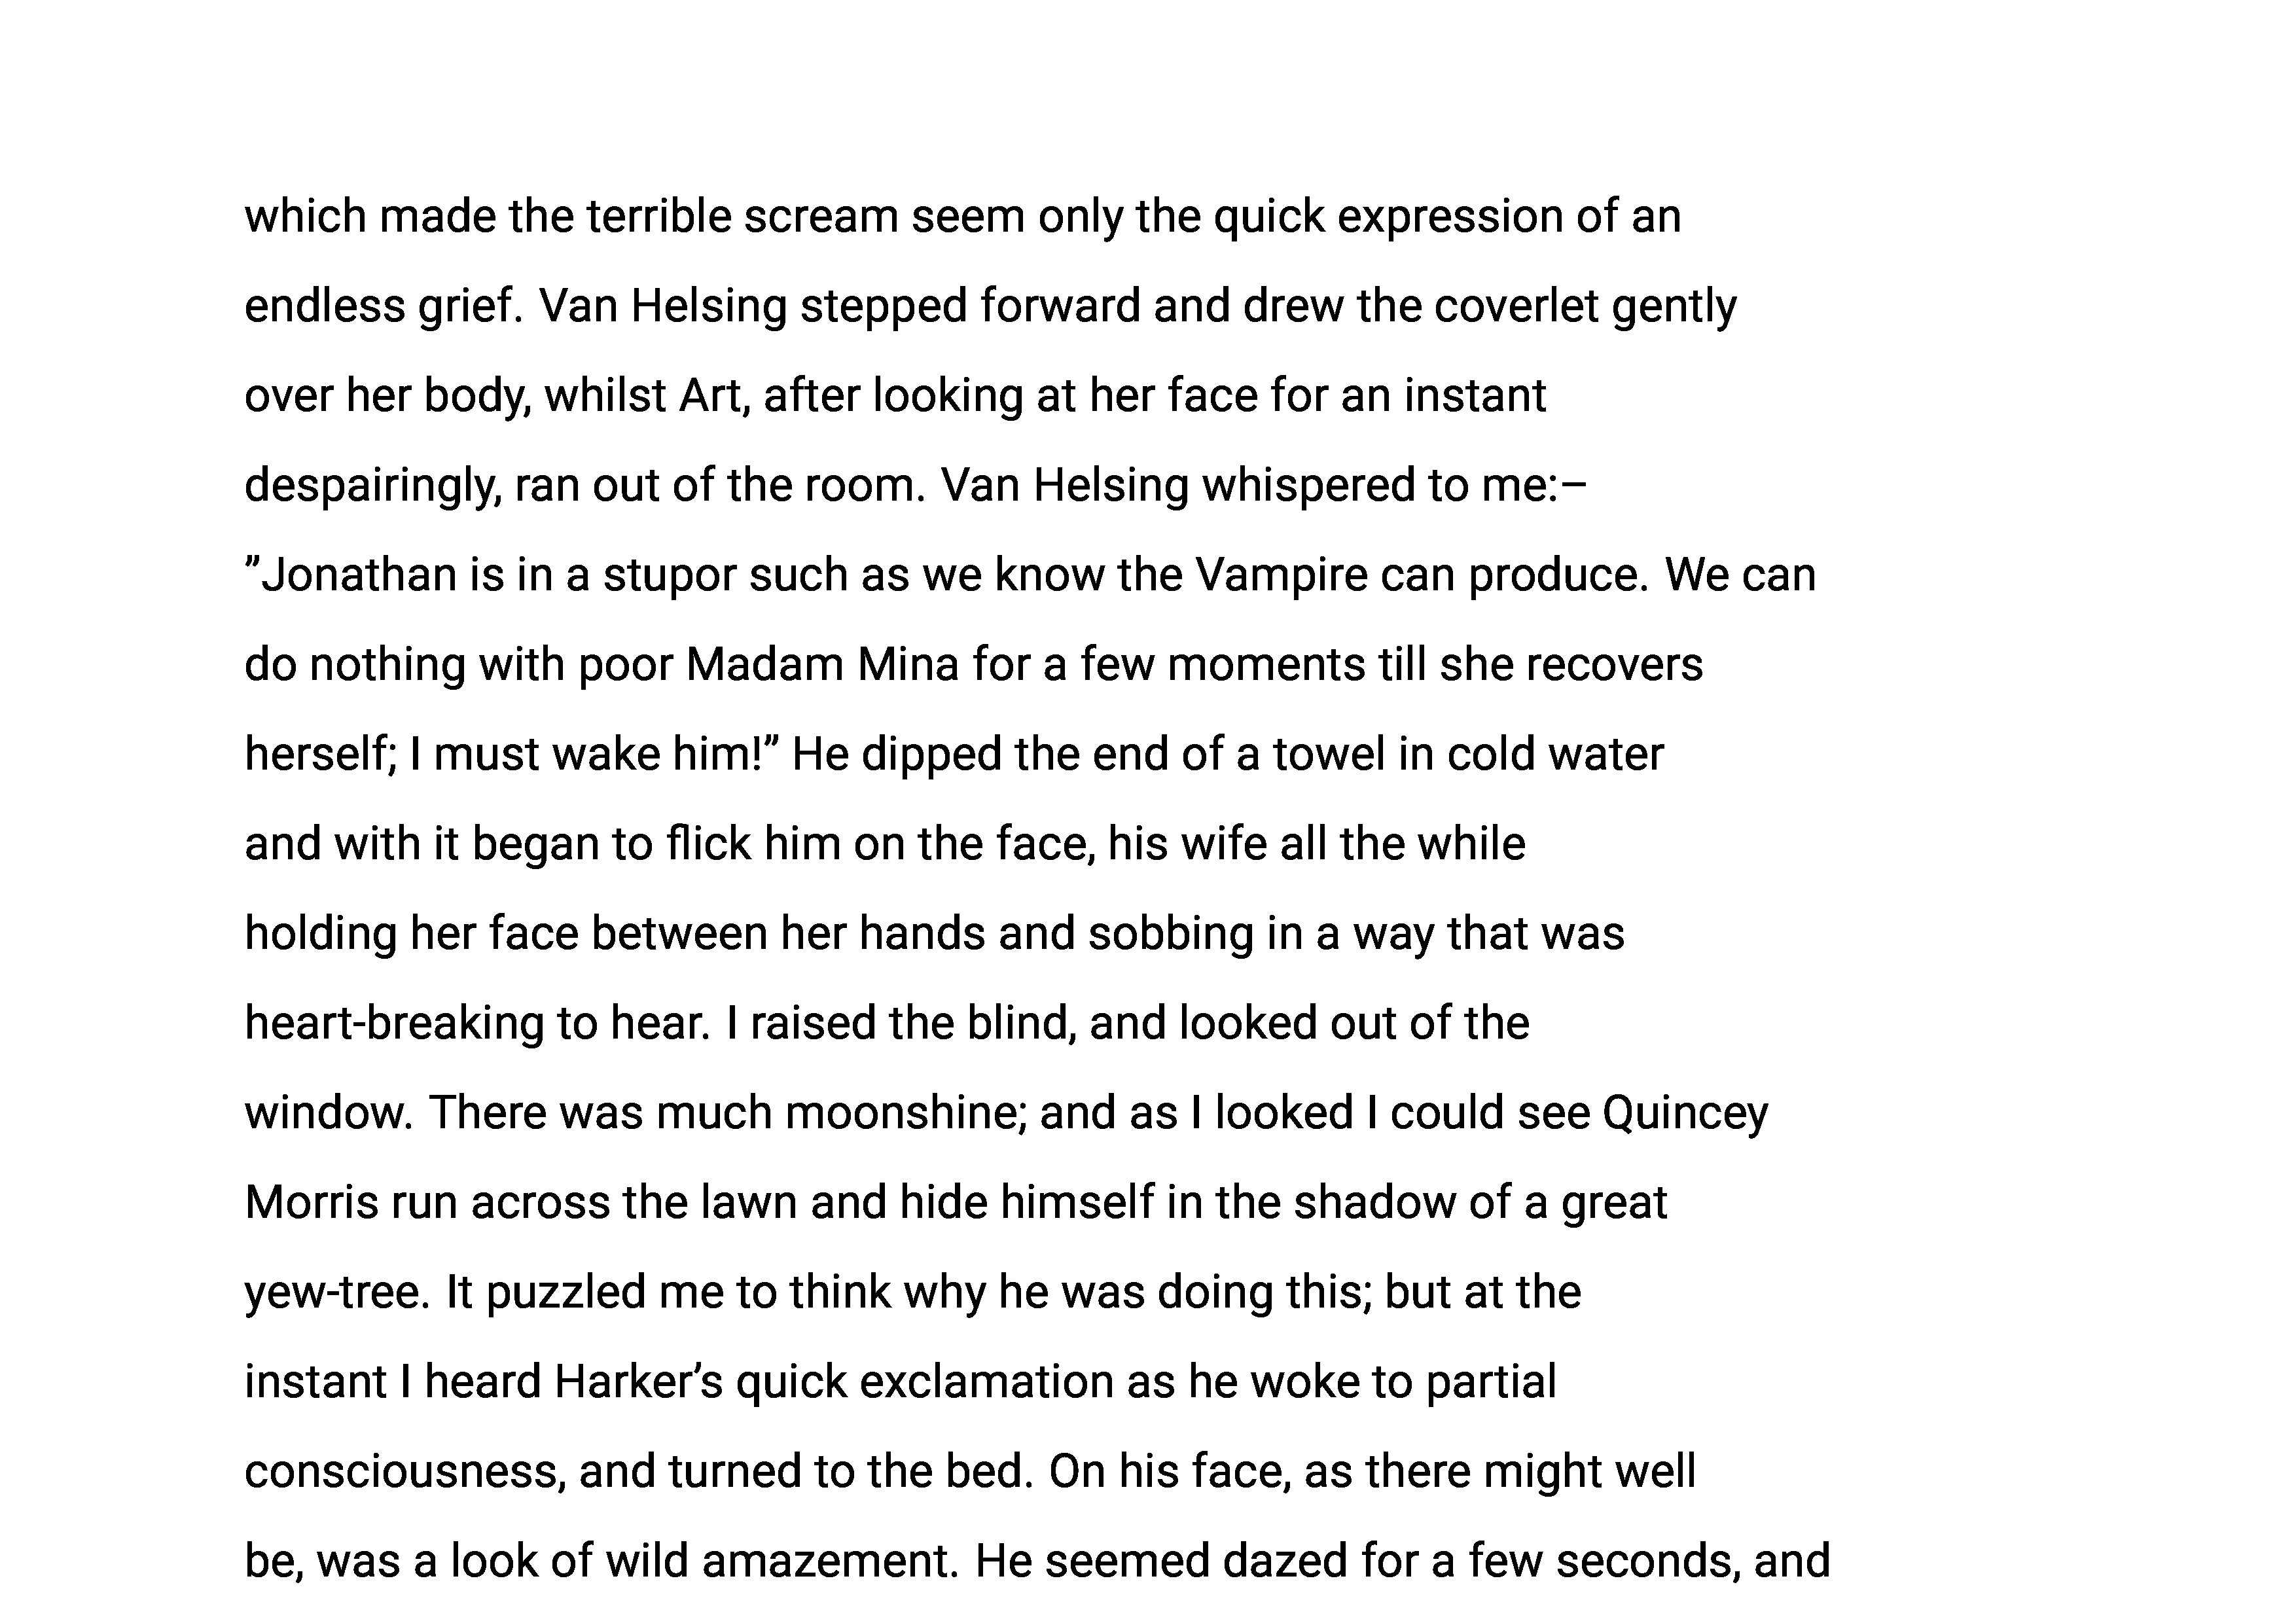 which made the terrible scream seem only the quick expression of an
endless grief. Van Helsing stepped forward and drew the coverlet gently
over her body, whilst Art, after looking at her face for an instant
despairingly, ran out of the room. Van Helsing whispered to me:–
”Jonathan is in a stupor such as we know the Vampire can produce. We can
do nothing with poor Madam Mina for a few moments till she recovers
herself; I must wake him!” He dipped the end of a towel in cold water
and with it began to flick him on the face, his wife all the while
holding her face between her hands and sobbing in a way that was
heart-breaking to hear. I raised the blind, and looked out of the
window. There was much moonshine; and as I looked I could see Quincey
Morris run across the lawn and hide himself in the shadow of a great
yew-tree. It puzzled me to think why he was doing this; but at the
instant I heard Harker’s quick exclamation as he woke to partial
consciousness, and turned to the bed. On his face, as there might well
be, was a look of wild amazement. He seemed dazed for a few seconds, and